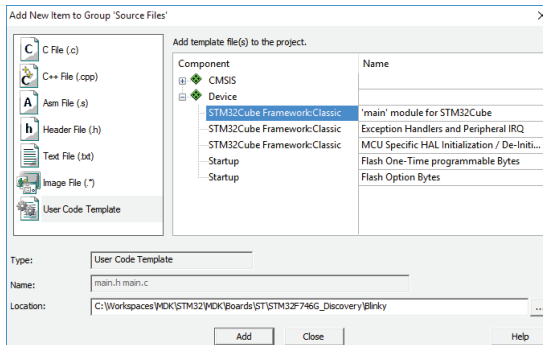 Add New Item to Group 'Source Files'
C File (.c)
C++ File (.cpp)
Asm File (.s)
Header File (.h)
Text File (.txt)
Image File (.*)
User Code Template
Add template file(s) to the project.
Component Name
CMSIS
Device
STM32Cube Framework:Classic 'main' module for STM32Cube
STM32Cube Framework:Classic Exception Handlers and Peripheral IRQ
STM32Cube Framework:Classic MCU Specific HAL Initialization / De-Initi...
Startup Flash One-Time programmable Bytes
Startup Flash Option Bytes
Type: User Code Template
Name: main.h main.c
Location: C:\Workspaces\MDK\STM32\MDK\Boards\ST\STM32F746G_Discovery\Blinky ...
Add Close Help